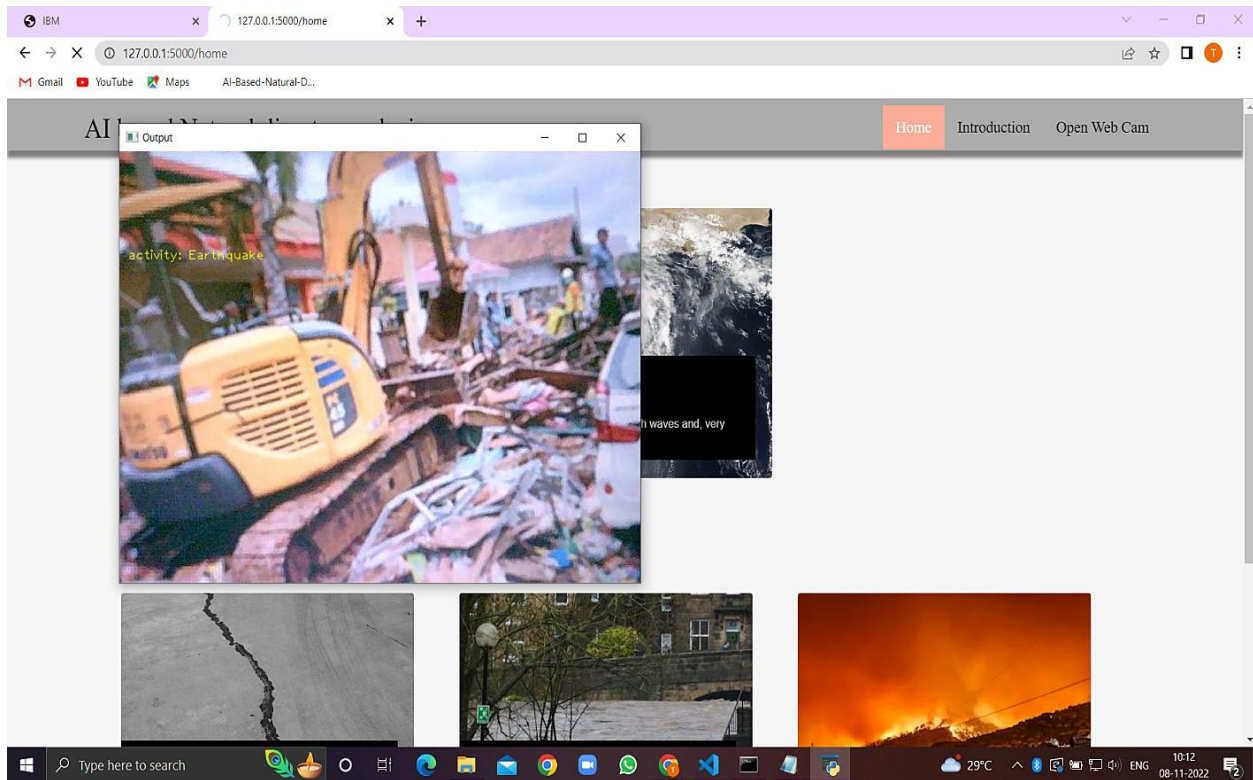 IBM
127.0.0.1:5000/home
127.0.0.1:5000/home
Gmail YouTube Maps AI-Based-Natural-D...
AI
Home Introduction Open Web Cam
Output
activity: Earthquake
h waves and, very
Type here to search
29°C ENG 10:12
08-11-2022
T
2